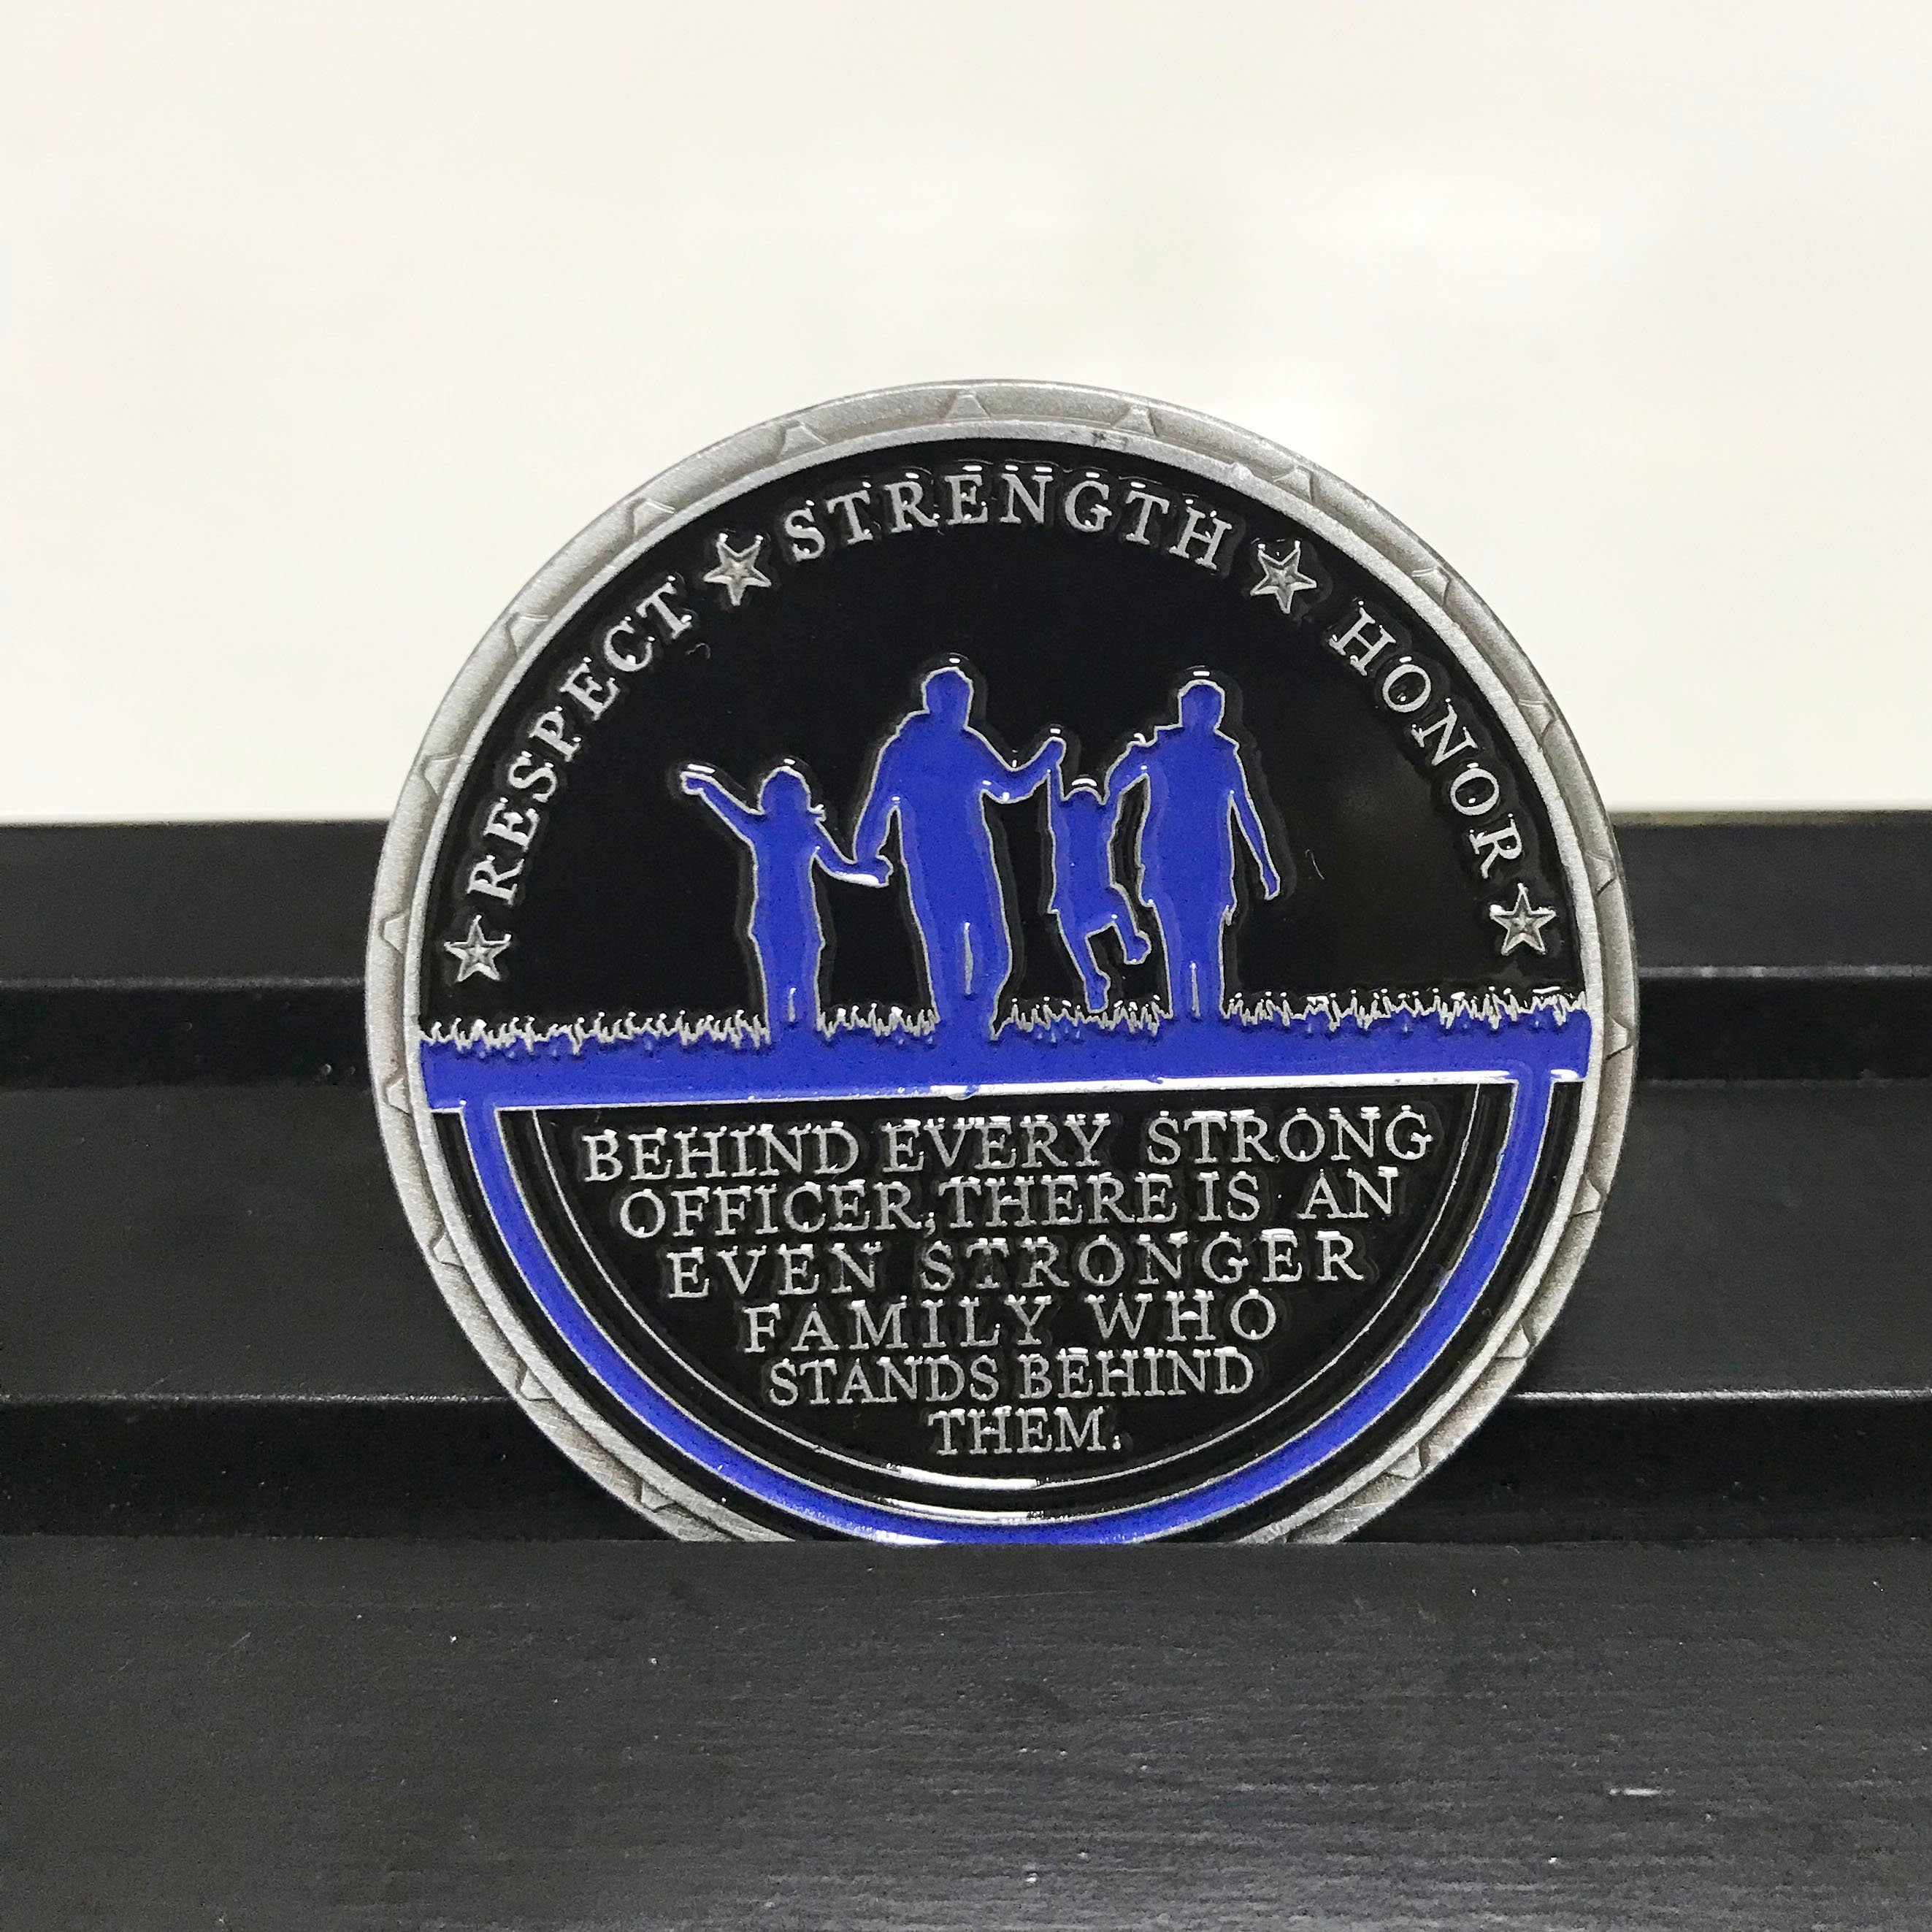 RESPECT STRENGTH HONOR
BEHIND EVERY STRONG
OFFICER, THERE IS AN
EVEN STRONGER
FAMILY WHO
STANDS BEHIND
THEM.